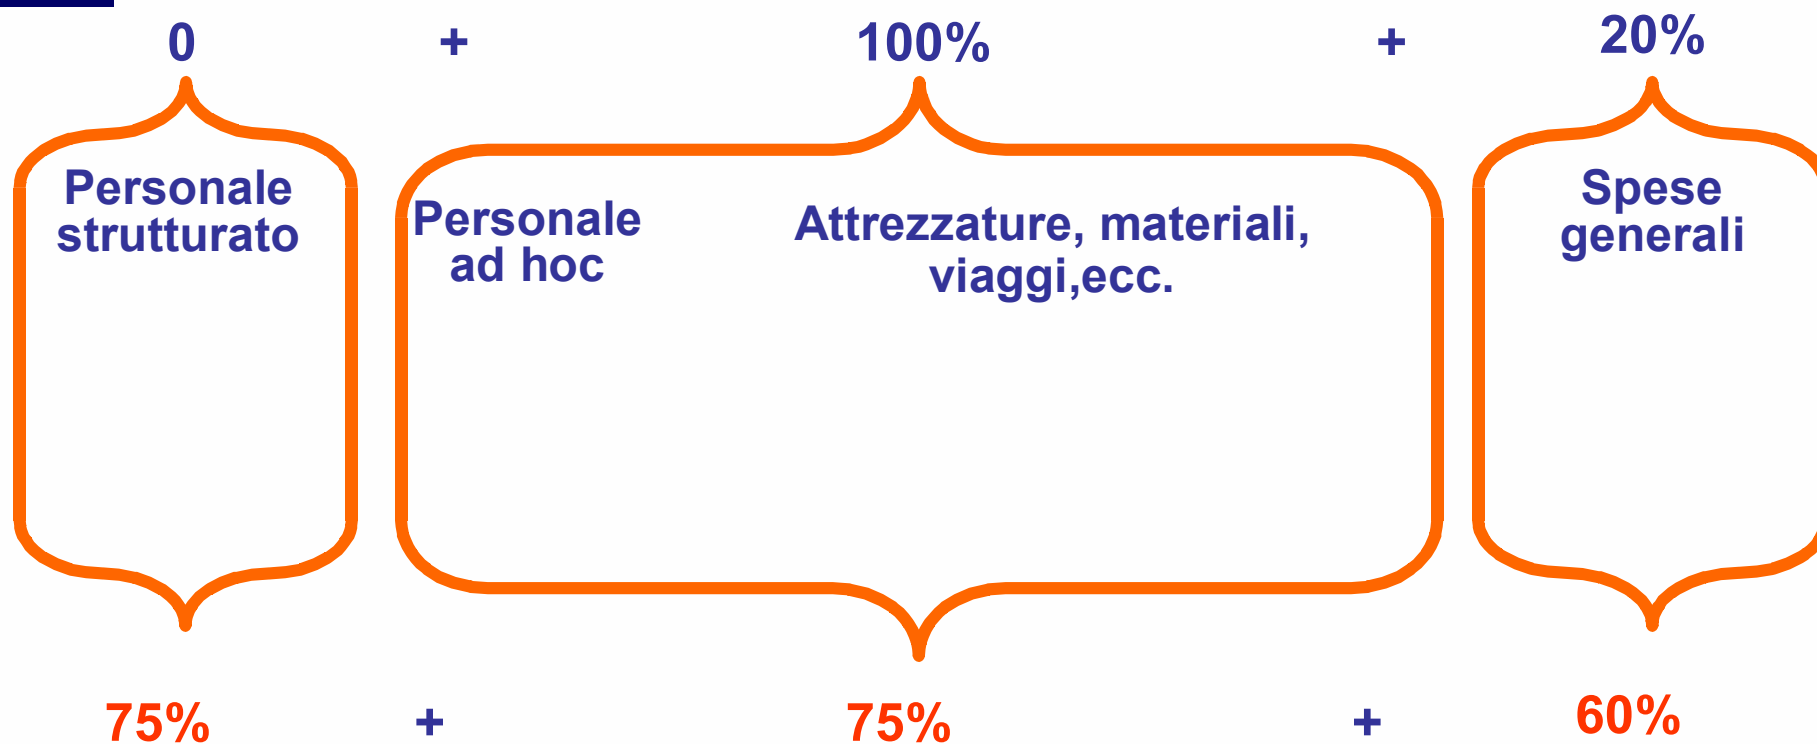 0 + 100% + 20%
Personale
strutturato
Personale
ad hoc
Attrezzature, materiali,
viaggi,ecc.
Spese
generali
75% + 75% + 60%